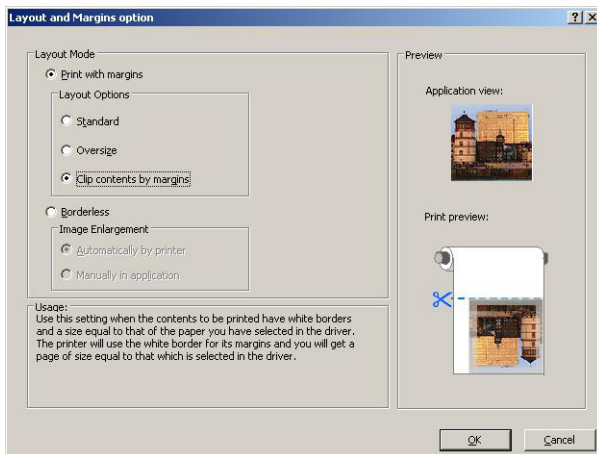 Layout and Margins option
Layout Mode
Print with margins
Layout Options
Standard
Oversize
Clip contents by margins
Borderless
Image Enlargement
Automatically by printer
Manually in application
Usage:
Use this setting when the contents to be printed have white borders
and a size equal to that of the paper you have selected in the driver.
The printer will use the white border for its margins and you will get a
page of size equal to that which is selected in the driver.
Preview
Application view:
Print preview:
OK
Cancel